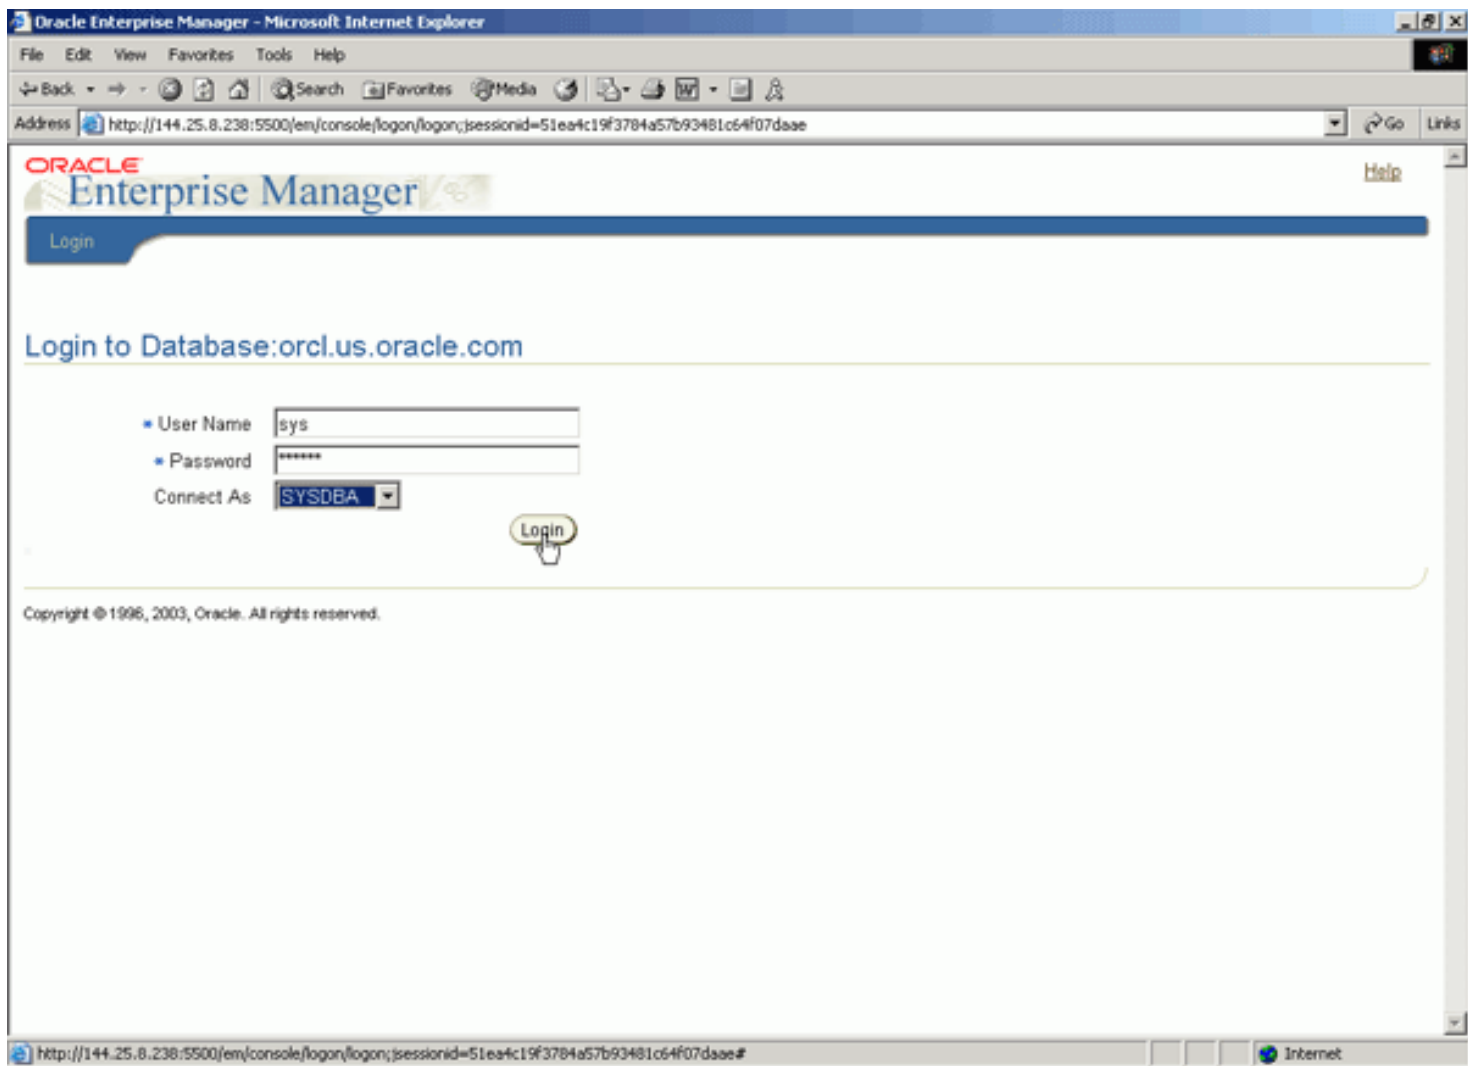 Oracle Enterprise Manager - Microsoft Internet Explorer
File Edit View Favorites Tools Help
Back Search Favorites Media
Address http://144.25.8.238:5500/em/console/logon/logon;jsessionid=51ea4c19f3784a57b93481c64f07daae Go Links
ORACLE
Enterprise Manager
Help
Login
Login to Database:orcl.us.oracle.com
* User Name sys
* Password ******
Connect As SYSDBA
Login
Copyright © 1996, 2003, Oracle. All rights reserved.
http://144.25.8.238:5500/em/console/logon/logon;jsessionid=51ea4c19f3784a57b93481c64f07daae# Internet